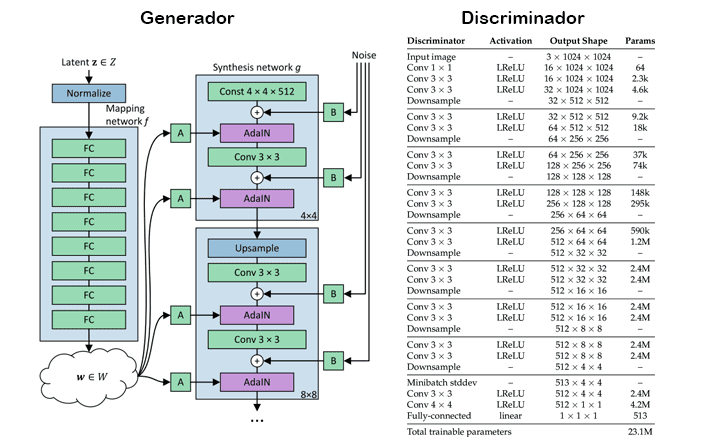 Generador
Latent z ∈ Z
Normalize
Mapping
network f
FC
FC
FC
FC
FC
FC
FC
FC
w ∈ W
Synthesis network g
Noise
Const 4 × 4 × 512
B
A
AdaIN
Conv 3 × 3
B
A
AdaIN
4×4
Upsample
Conv 3 × 3
B
A
AdaIN
Conv 3 × 3
B
A
AdaIN
8×8
...
Discriminador
Discriminator Activation Output Shape Params
Input image – 3 × 1024 × 1024 –
Conv 1 × 1 LReLU 16 × 1024 × 1024 64
Conv 3 × 3 LReLU 16 × 1024 × 1024 2.3k
Conv 3 × 3 LReLU 32 × 1024 × 1024 4.6k
Downsample – 32 × 512 × 512 –
Conv 3 × 3 LReLU 32 × 512 × 512 9.2k
Conv 3 × 3 LReLU 64 × 512 × 512 18k
Downsample – 64 × 256 × 256 –
Conv 3 × 3 LReLU 64 × 256 × 256 37k
Conv 3 × 3 LReLU 128 × 256 × 256 74k
Downsample – 128 × 128 × 128 –
Conv 3 × 3 LReLU 128 × 128 × 128 148k
Conv 3 × 3 LReLU 256 × 128 × 128 295k
Downsample – 256 × 64 × 64 –
Conv 3 × 3 LReLU 256 × 64 × 64 590k
Conv 3 × 3 LReLU 512 × 64 × 64 1.2M
Downsample – 512 × 32 × 32 –
Conv 3 × 3 LReLU 512 × 32 × 32 2.4M
Conv 3 × 3 LReLU 512 × 32 × 32 2.4M
Downsample – 512 × 16 × 16 –
Conv 3 × 3 LReLU 512 × 16 × 16 2.4M
Conv 3 × 3 LReLU 512 × 16 × 16 2.4M
Downsample – 512 × 8 × 8 –
Conv 3 × 3 LReLU 512 × 8 × 8 2.4M
Conv 3 × 3 LReLU 512 × 8 × 8 2.4M
Downsample – 512 × 4 × 4 –
Minibatch stddev – 513 × 4 × 4 –
Conv 3 × 3 LReLU 512 × 4 × 4 2.4M
Conv 4 × 4 LReLU 512 × 1 × 1 4.2M
Fully-connected linear 1 × 1 × 1 513
Total trainable parameters 23.1M